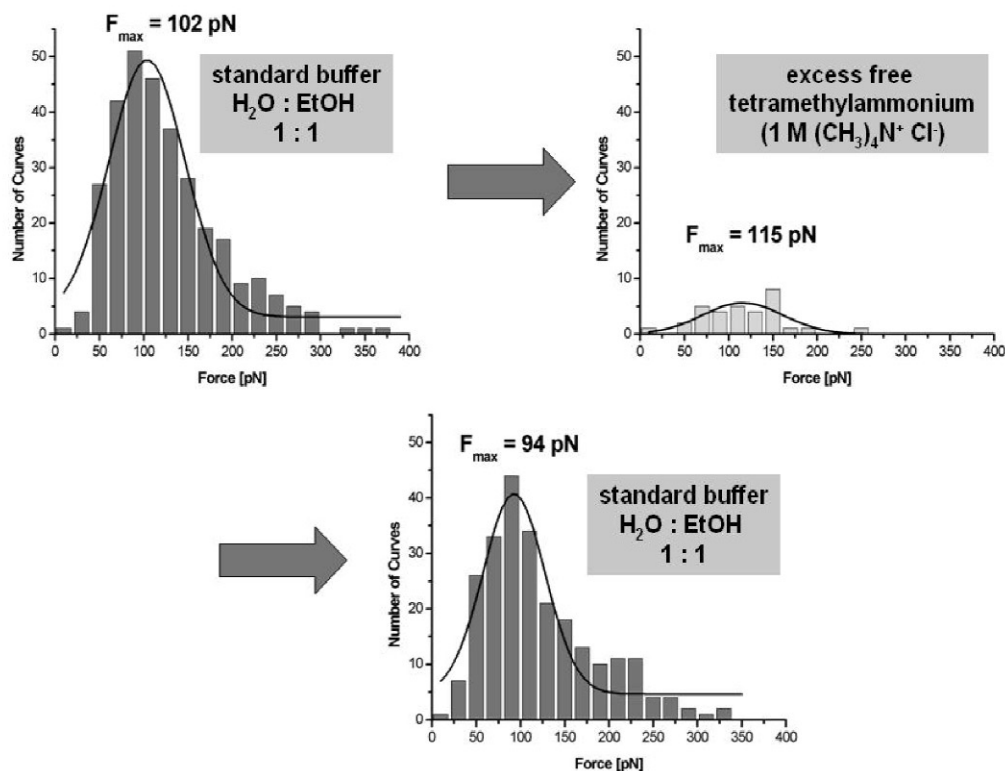 F_max = 102 pN
standard buffer
H₂O : EtOH
1 : 1
Number of Curves
50
40
30
20
10
0
0 50 100 150 200 250 300 350 400
Force [pN]
excess free
tetramethylammonium
(1 M (CH₃)₄N⁺ Cl⁻)
F_max = 115 pN
Number of Curves
50
40
30
20
10
0
0 50 100 150 200 250 300 350 400
Force [pN]
F_max = 94 pN
standard buffer
H₂O : EtOH
1 : 1
Number of Curves
50
40
30
20
10
0
0 50 100 150 200 250 300 350 400
Force [pN]